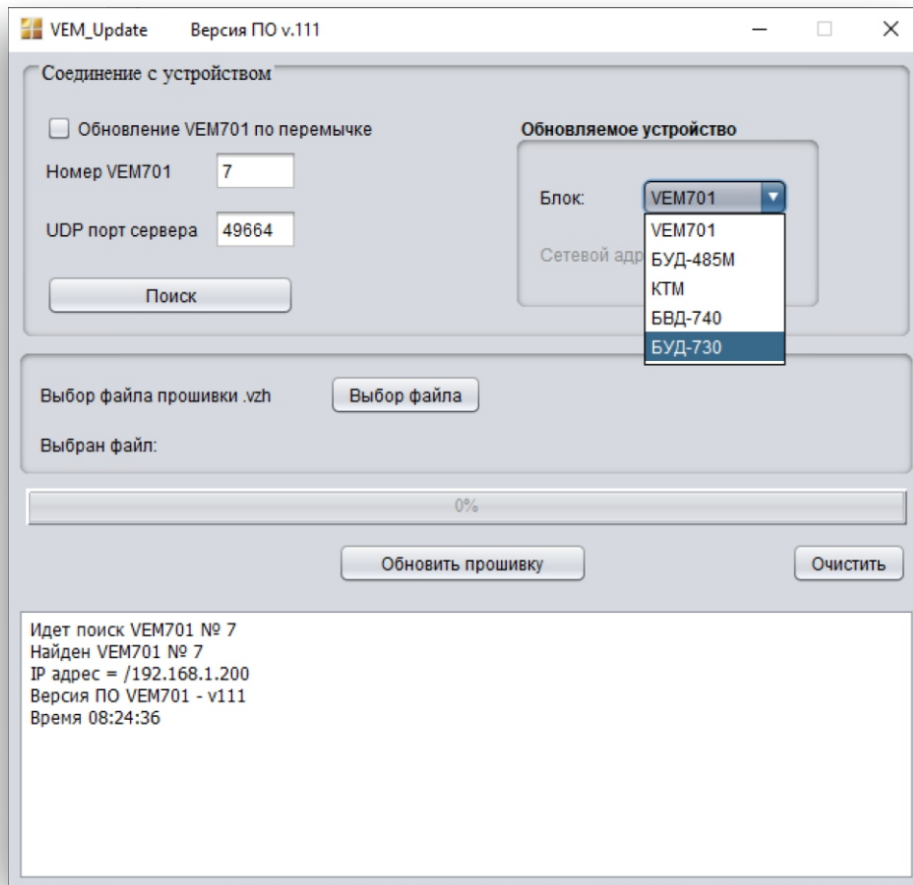 VEM_Update Версия ПО v.111
Соединение с устройством
Обновление VEM701 по перемычке
Номер VEM701 7
UDP порт сервера 49664
Поиск
Обновляемое устройство
Блок: VEM701
Сетевой адр
VEM701
БУД-485М
КТМ
БВД-740
БУД-730
Выбор файла прошивки .vzh Выбор файла
Выбран файл:
0%
Обновить прошивку Очистить
Идет поиск VEM701 № 7
Найден VEM701 № 7
IP адрес = /192.168.1.200
Версия ПО VEM701 - v111
Время 08:24:36